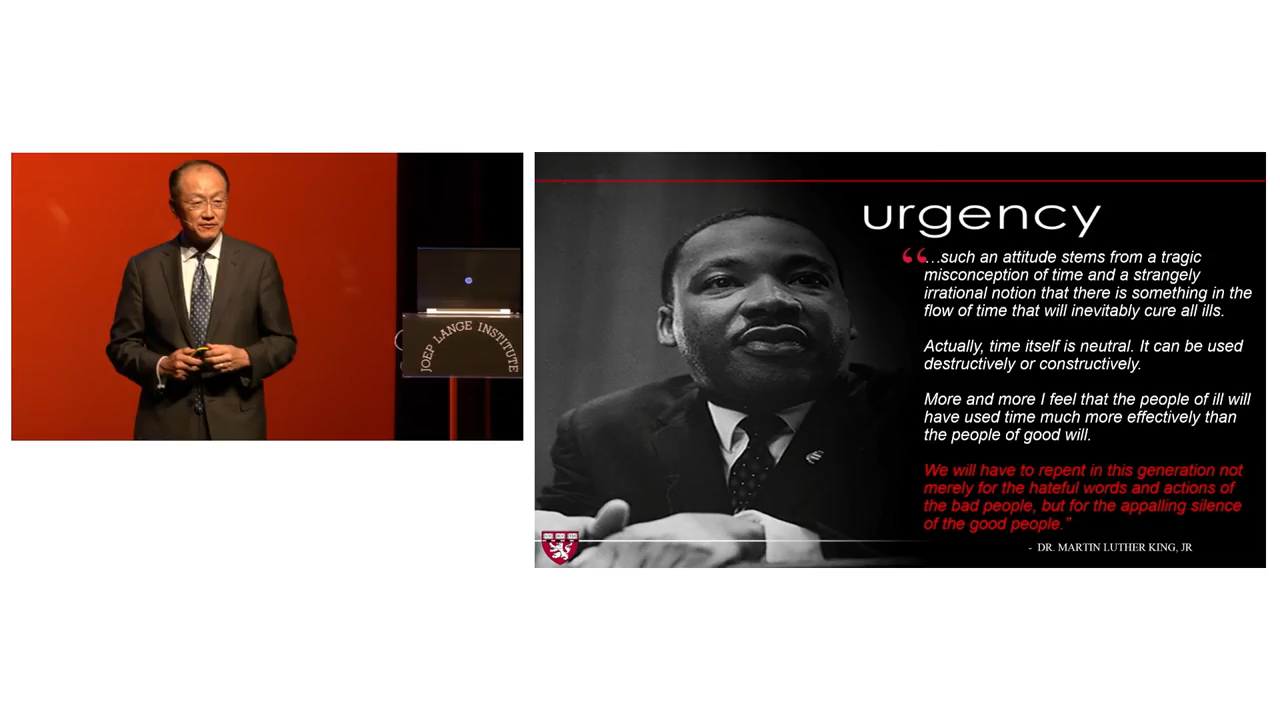 JOEP LANGE INSTITUTE
urgency
“…such an attitude stems from a tragic
misconception of time and a strangely
irrational notion that there is something in the
flow of time that will inevitably cure all ills.
Actually, time itself is neutral. It can be used
destructively or constructively.
More and more I feel that the people of ill will
have used time much more effectively than
the people of good will.
We will have to repent in this generation not
merely for the hateful words and actions of
the bad people, but for the appalling silence
of the good people.”
- DR. MARTIN LUTHER KING, JR